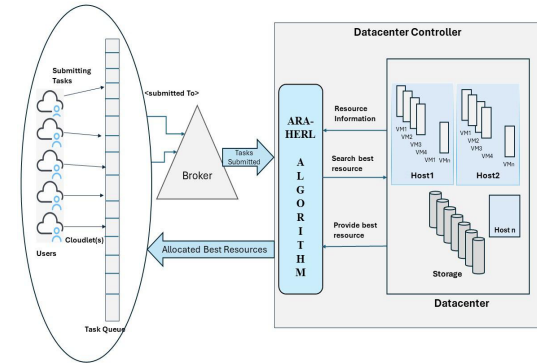 Datacenter Controller
Submitting
Tasks
<submitted To>
Broker
Tasks
Submitted
ARA-
HERL
A
L
G
O
R
I
T
H
M
Resource
Information
Search best
resource
Provide best
resource
VM1
VM2
VM3
VM4
VM1
VMn
Host1
VM1
VM2
VM3
VM4
VMn
Host2
Host n
Storage
Datacenter
Allocated Best Resources
Cloudlet(s)
Users
Task Queue